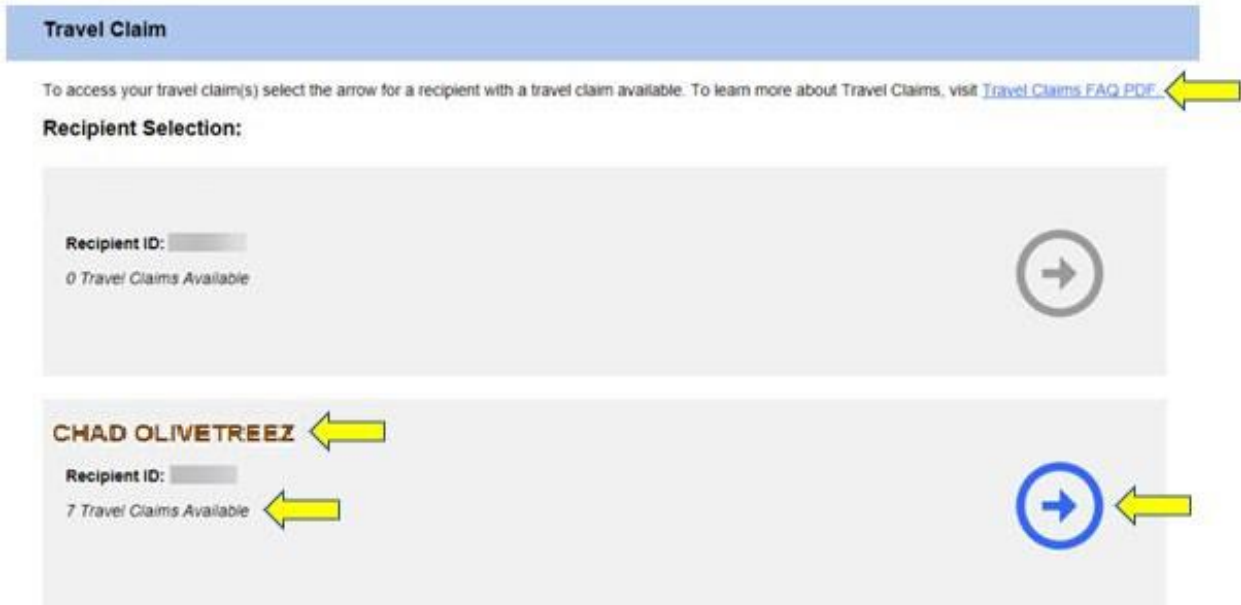 Travel Claim
To access your travel claim(s) select the arrow for a recipient with a travel claim available. To learn more about Travel Claims, visit Travel Claims FAQ PDF.
Recipient Selection:
Recipient ID:
0 Travel Claims Available
CHAD OLIVETREEZ
Recipient ID:
7 Travel Claims Available